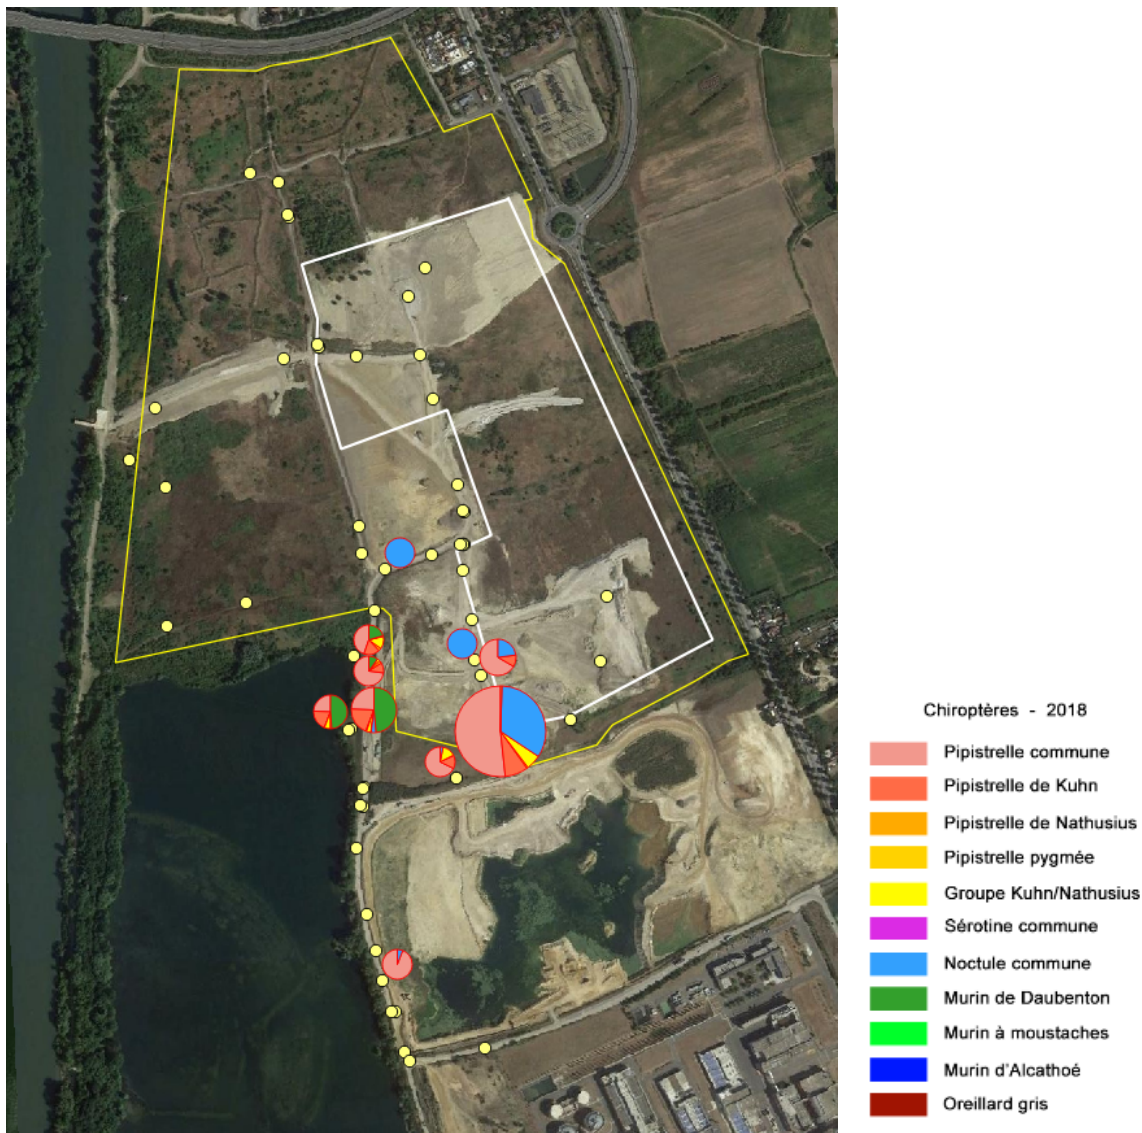 Chiroptères - 2018
Pipistrelle commune
Pipistrelle de Kuhn
Pipistrelle de Nathusius
Pipistrelle pygmée
Groupe Kuhn/Nathusius
Sérotine commune
Noctule commune
Murin de Daubenton
Murin à moustaches
Murin d'Alcathoé
Oreillard gris